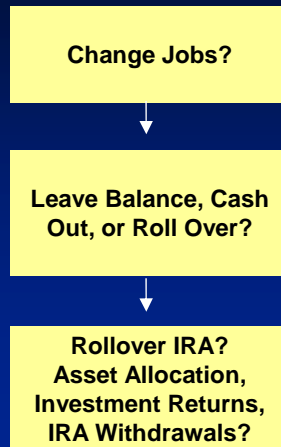 Change Jobs?
Leave Balance, Cash
Out, or Roll Over?
Rollover IRA?
Asset Allocation,
Investment Returns,
IRA Withdrawals?